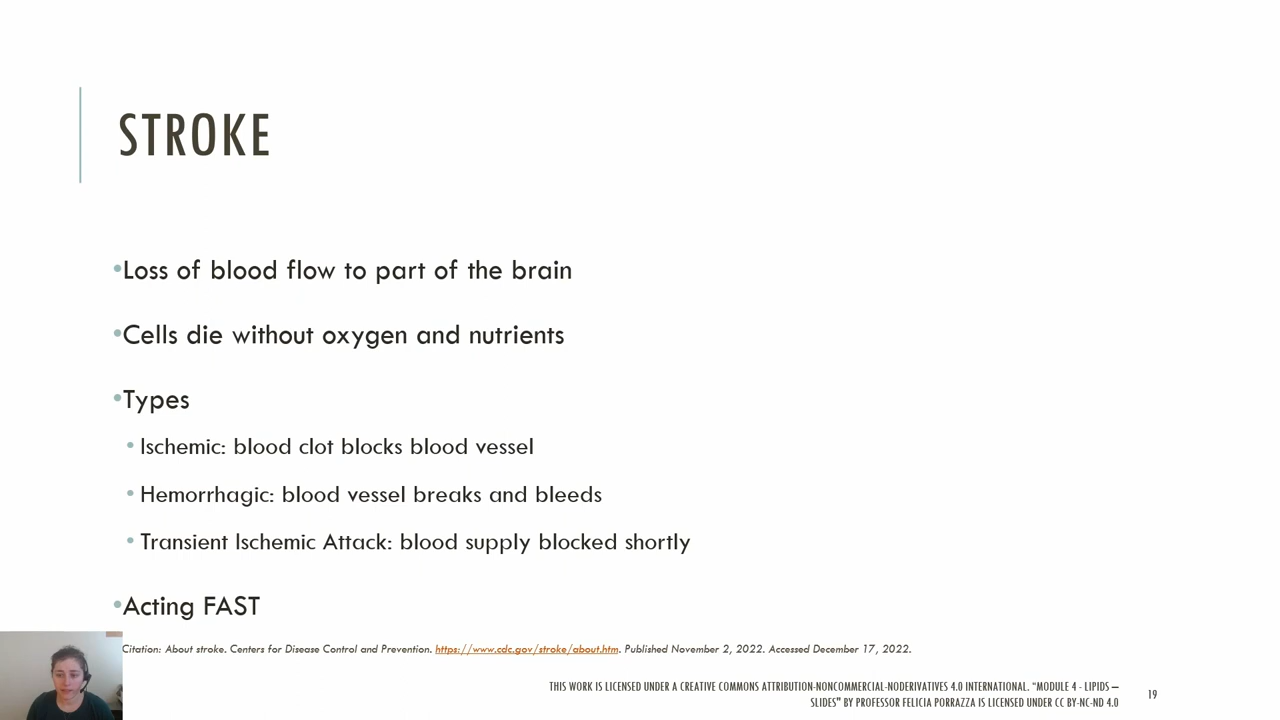 STROKE
•Loss of blood flow to part of the brain
•Cells die without oxygen and nutrients
•Types
• Ischemic: blood clot blocks blood vessel
• Hemorrhagic: blood vessel breaks and bleeds
• Transient Ischemic Attack: blood supply blocked shortly
•Acting FAST
Citation: About stroke. Centers for Disease Control and Prevention. https://www.cdc.gov/stroke/about.htm. Published November 2, 2022. Accessed December 17, 2022.
THIS WORK IS LICENSED UNDER A CREATIVE COMMONS ATTRIBUTION-NONCOMMERCIAL-NODERIVATIVES 4.0 INTERNATIONAL. "MODULE 4 - LIPIDS –
SLIDES" BY PROFESSOR FELICIA PORRAZZA IS LICENSED UNDER CC BY-NC-ND 4.0
19